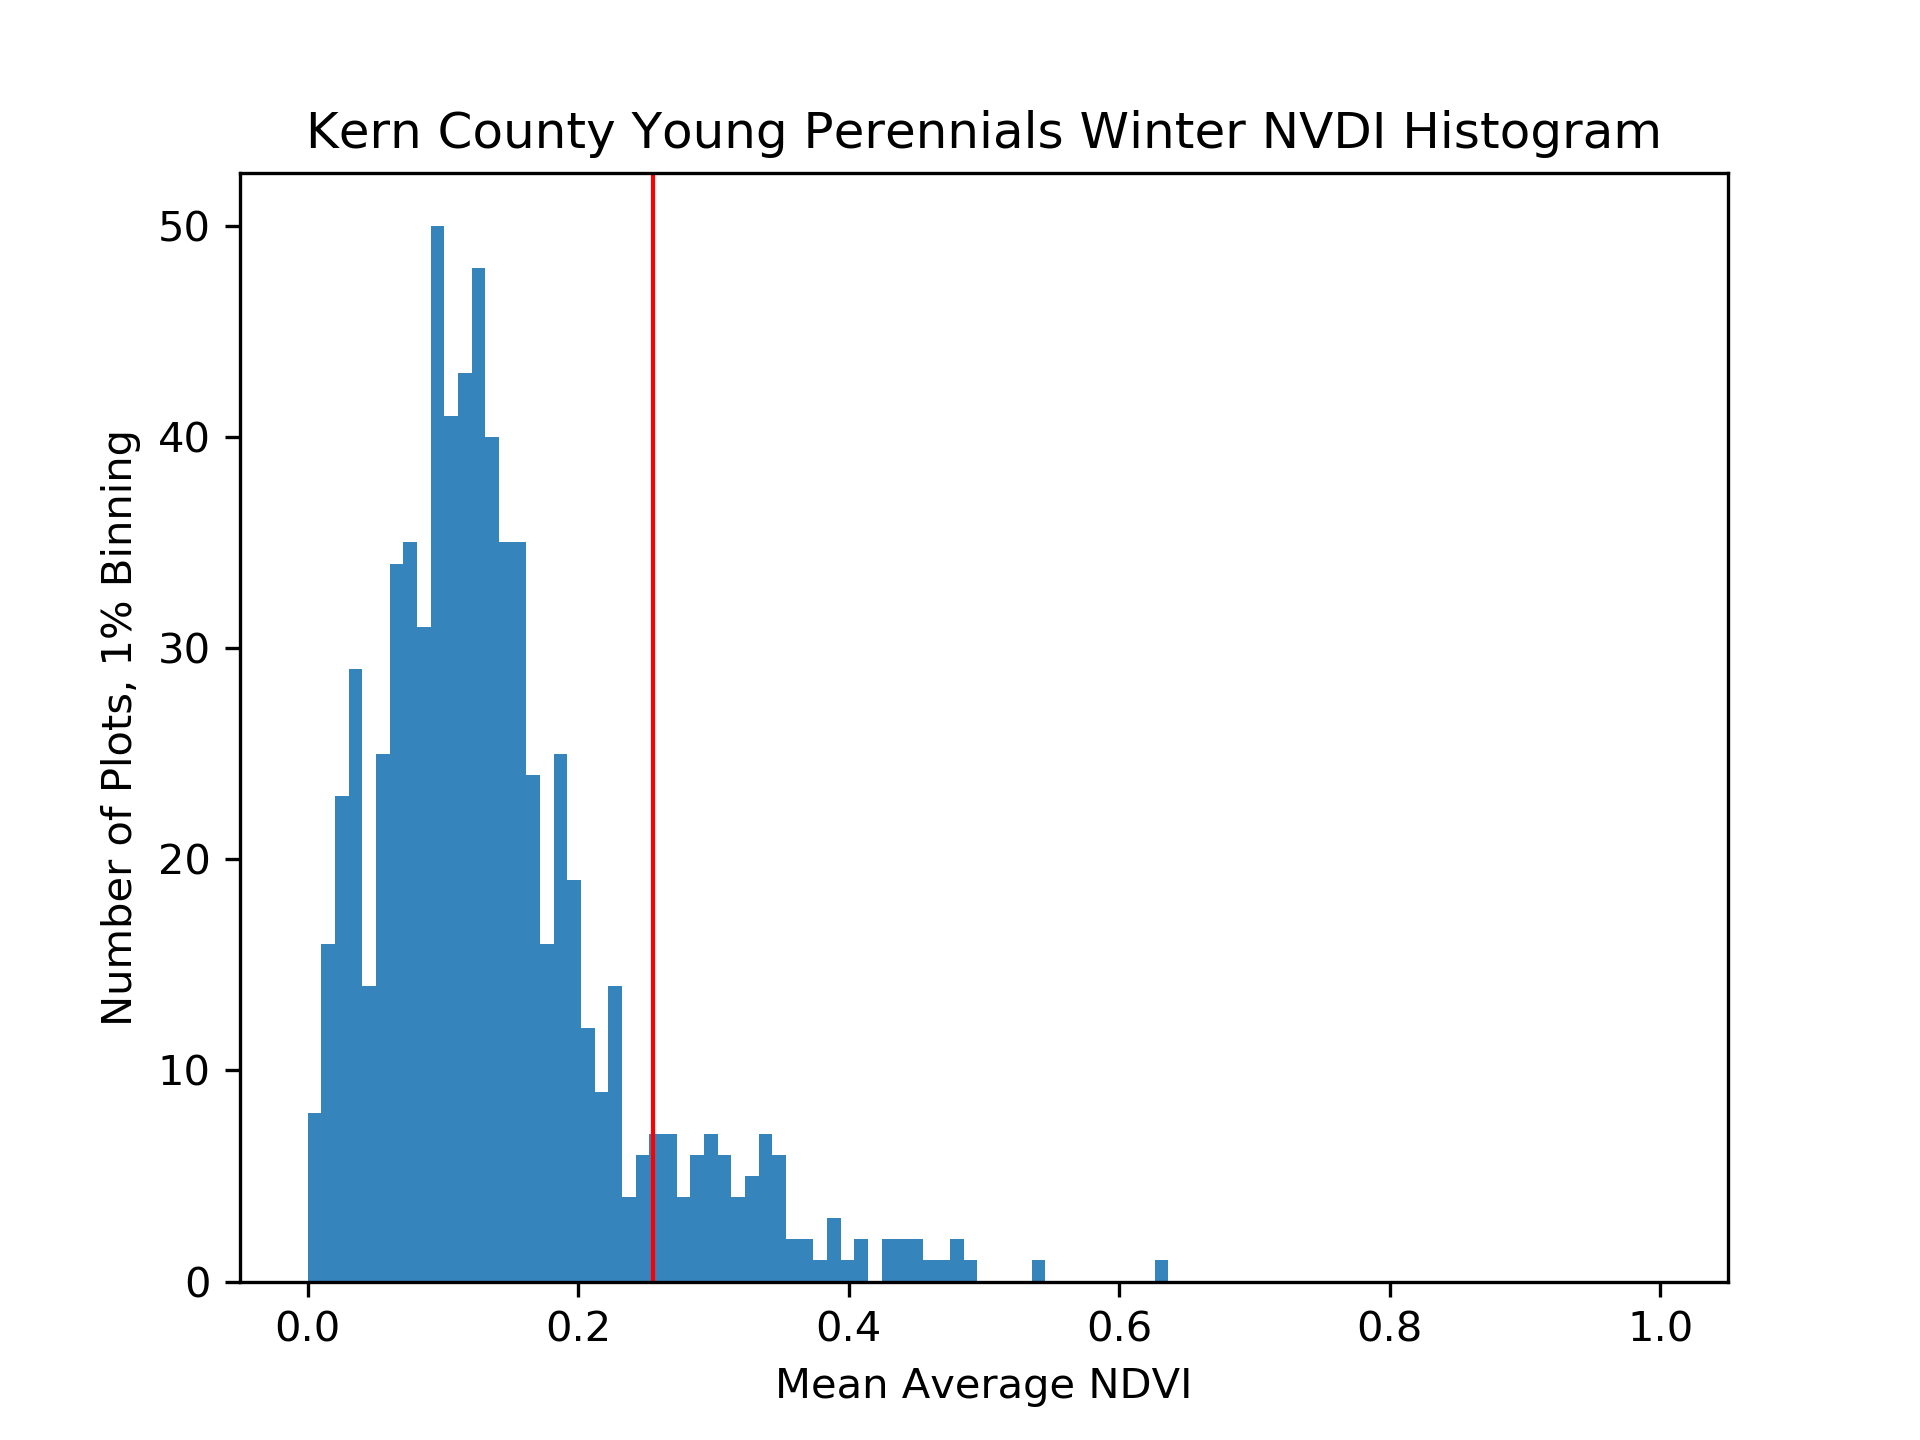 Kern County Young Perennials Winter NVDI Histogram
Number of Plots, 1% Binning
50
40
30
20
10
0
0.0 0.2 0.4 0.6 0.8 1.0
Mean Average NDVI